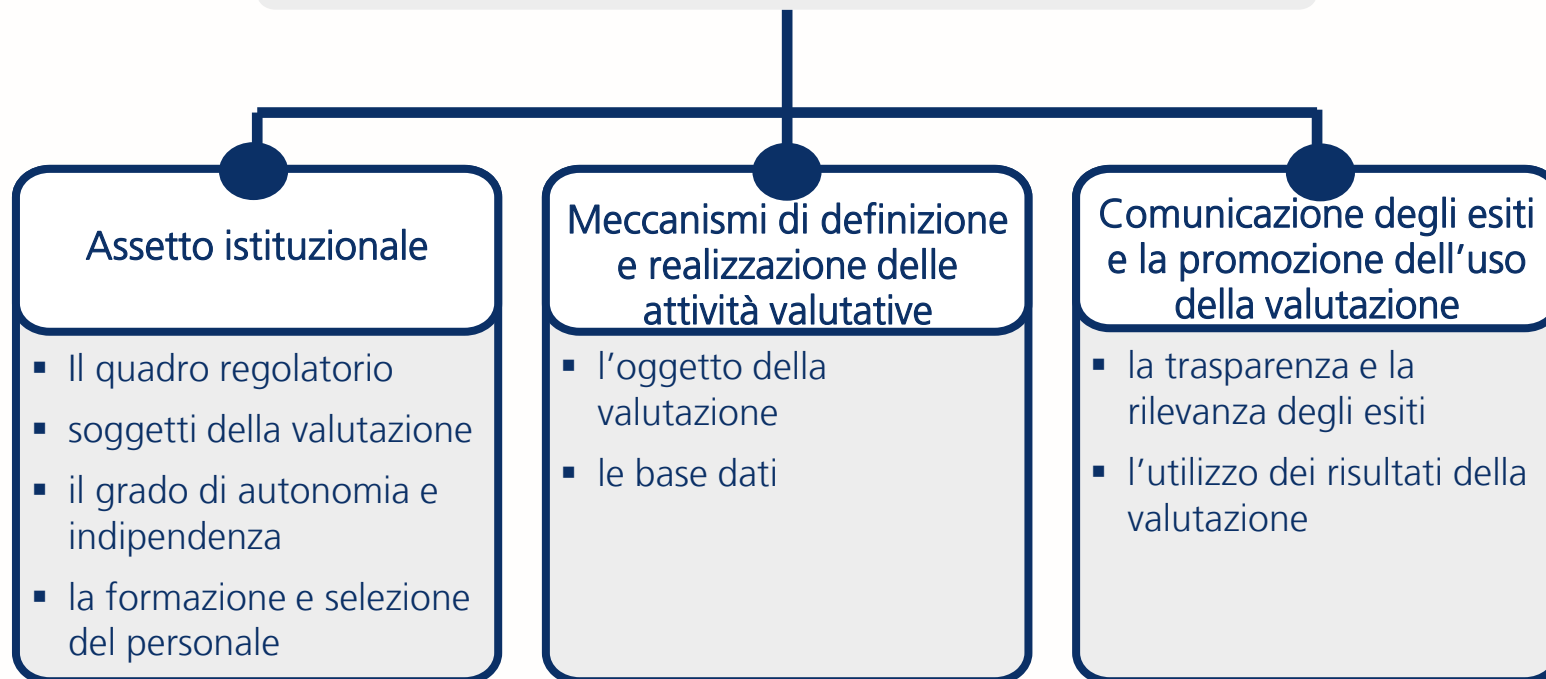 Assetto istituzionale
▪ Il quadro regolatorio
▪ soggetti della valutazione
▪ il grado di autonomia e
indipendenza
▪ la formazione e selezione
del personale
Meccanismi di definizione
e realizzazione delle
attività valutative
▪ l’oggetto della
valutazione
▪ le base dati
Comunicazione degli esiti
e la promozione dell’uso
della valutazione
▪ la trasparenza e la
rilevanza degli esiti
▪ l’utilizzo dei risultati della
valutazione